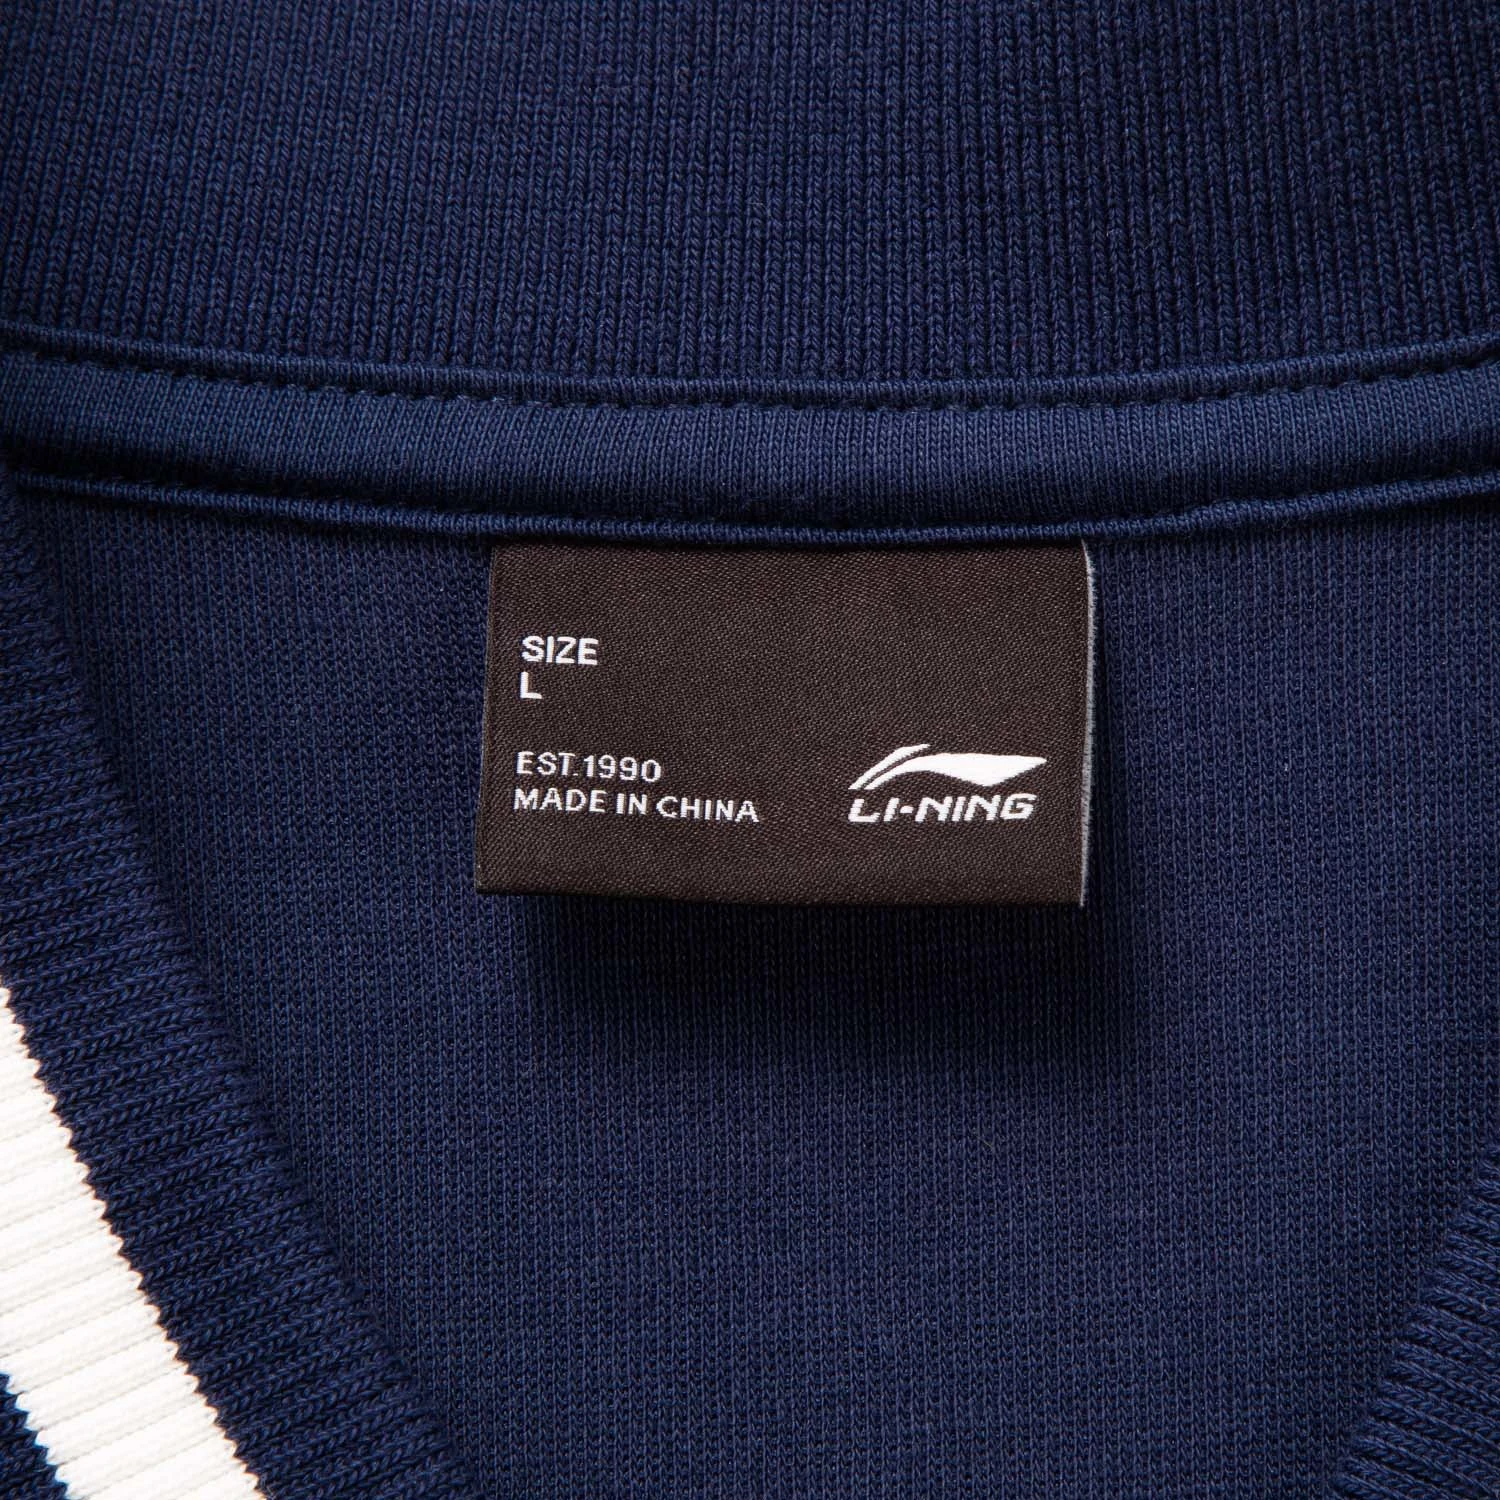 SIZE
L
EST.1990
MADE IN CHINA
LI-NING